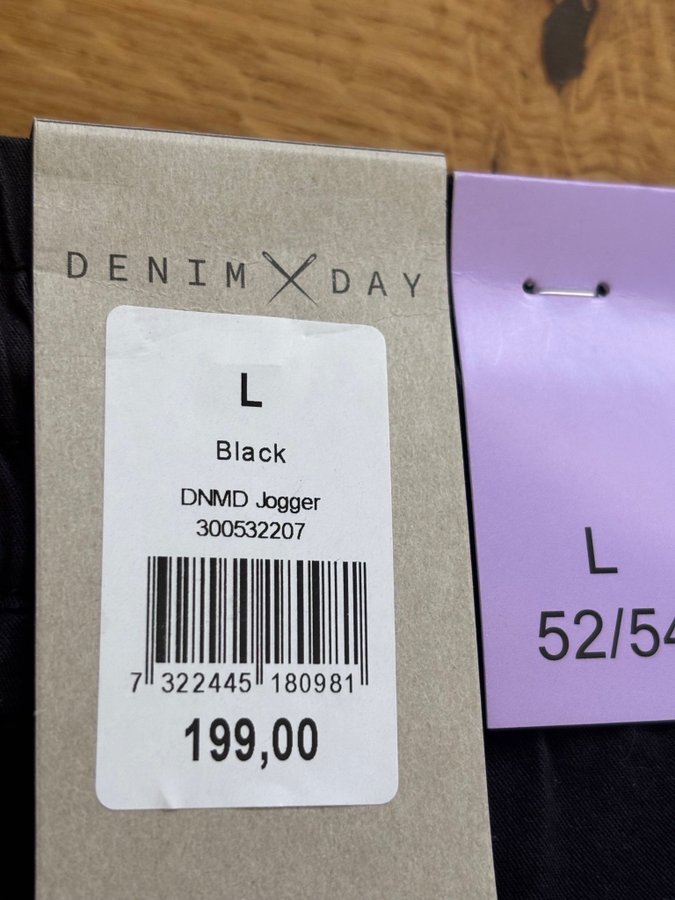 DENIM DAY
L
Black
DNMD Jogger
300532207
7 322445 180981
199,00
L
52/54